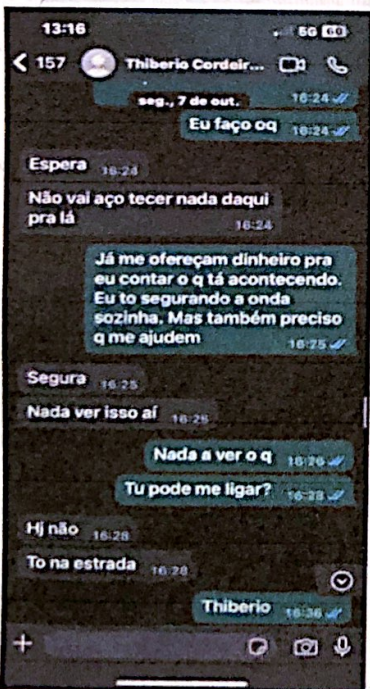 13:16
5G 60
157
Thiberio Cordeir...
seg., 7 de out.
16:24
Eu faço oq 16:24
Espera 16:24
Não vai aço tecer nada daqui
pra lá
16:24
Já me ofereçam dinheiro pra
eu contar o q tá acontecendo.
Eu to segurando a onda
sozinha. Mas também preciso
q me ajudem
16:25
Segura 16:25
Nada ver isso aí 16:25
Nada a ver o q 16:26
Tu pode me ligar? 16:28
Hj não 16:28
To na estrada 16:28
Thiberio 16:36